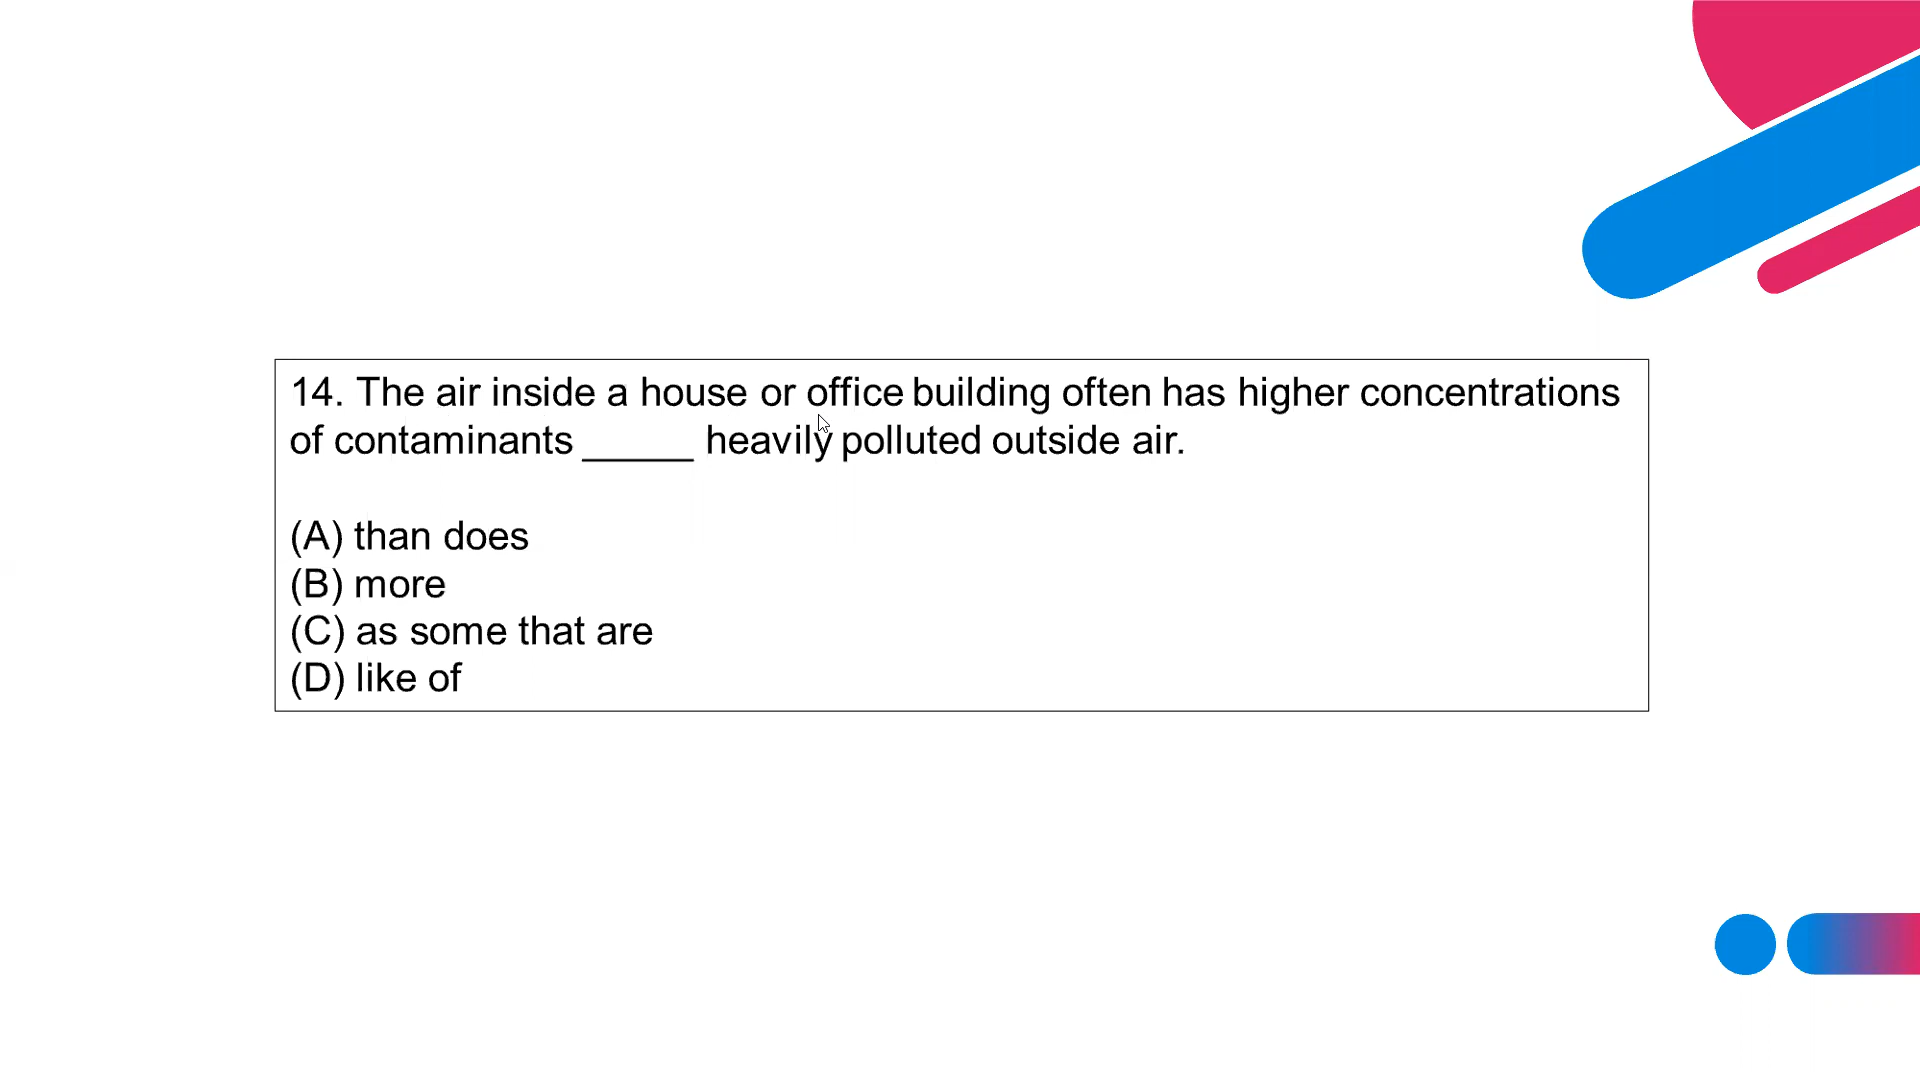 14. The air inside a house or office building often has higher concentrations
of contaminants _____ heavily polluted outside air.
(A) than does
(B) more
(C) as some that are
(D) like of